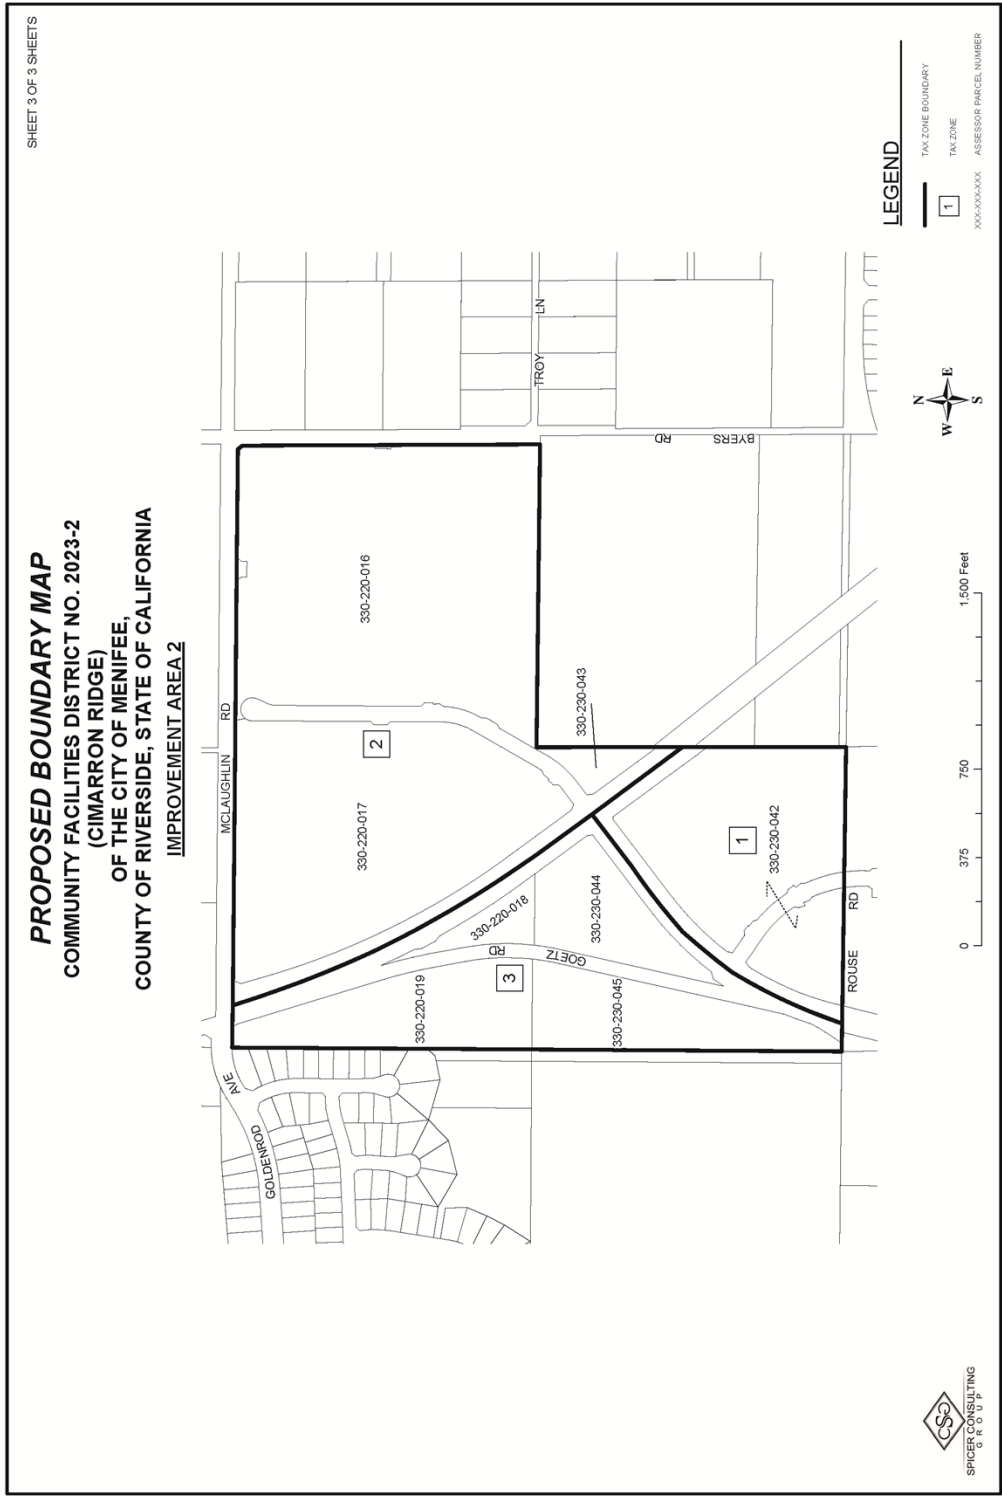 SHEET 3 OF 3 SHEETS
PROPOSED BOUNDARY MAP
COMMUNITY FACILITIES DISTRICT NO. 2023-2
(CIMARRON RIDGE)
OF THE CITY OF MENIFEE,
COUNTY OF RIVERSIDE, STATE OF CALIFORNIA
IMPROVEMENT AREA 2
GOLDENROD AVE
MCLAUGHLIN RD
330-220-016
330-220-017
2
330-220-018
330-220-019
GOETZ RD
3
TROY LN
BYERS RD
330-230-043
330-230-044
330-230-045
1
330-230-042
ROUSE RD
LEGEND
TAX ZONE BOUNDARY
1
TAX ZONE
XXX-XXX-XXX
ASSESSOR PARCEL NUMBER
N
W
E
S
0
375
750
1,500 Feet
CSG
SPICER CONSULTING
GROUP